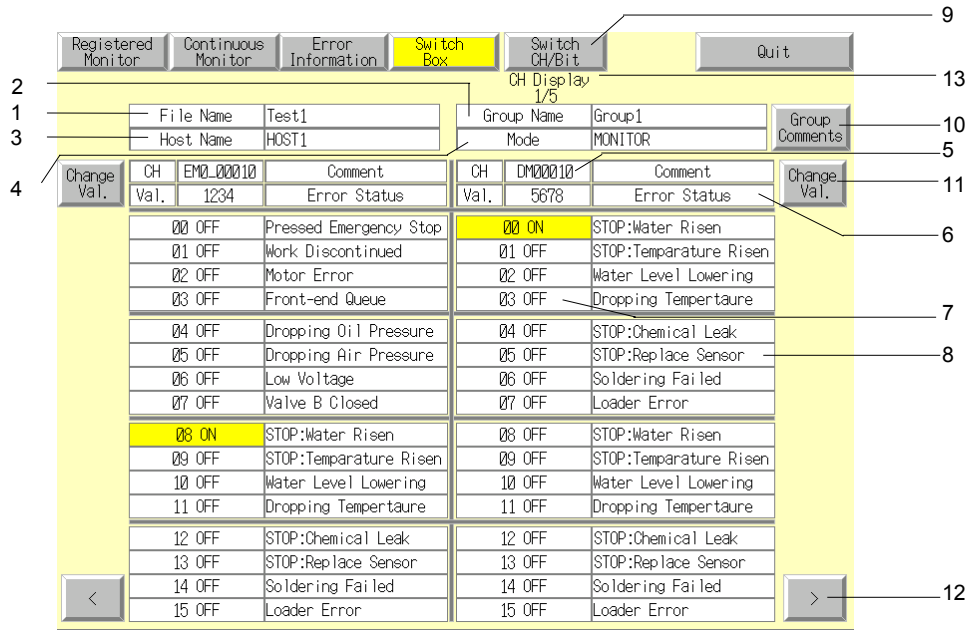 9
Registered Monitor Continuous Monitor Error Information Switch Box Switch CH/Bit Quit
CH Display 13
2 1/5
1 File Name Test1 Group Name Group1 Group Comments 10
3 Host Name HOST1 Mode MONITOR
5
4 Change Val. CH EM0_00010 Comment CH DM00010 Comment Change Val. 11
Val. 1234 Error Status Val. 5678 Error Status
6
00 OFF Pressed Emergency Stop 00 ON STOP:Water Risen
01 OFF Work Discontinued 01 OFF STOP:Temparature Risen
02 OFF Motor Error 02 OFF Water Level Lowering
03 OFF Front-end Queue 03 OFF Dropping Tempertaure
7
04 OFF Dropping Oil Pressure 04 OFF STOP:Chemical Leak
05 OFF Dropping Air Pressure 05 OFF STOP:Replace Sensor 8
06 OFF Low Voltage 06 OFF Soldering Failed
07 OFF Valve B Closed 07 OFF Loader Error
08 ON STOP:Water Risen 08 OFF STOP:Water Risen
09 OFF STOP:Temparature Risen 09 OFF STOP:Temparature Risen
10 OFF Water Level Lowering 10 OFF Water Level Lowering
11 OFF Dropping Tempertaure 11 OFF Dropping Tempertaure
12 OFF STOP:Chemical Leak 12 OFF STOP:Chemical Leak
13 OFF STOP:Replace Sensor 13 OFF STOP:Replace Sensor
< 14 OFF Soldering Failed 14 OFF Soldering Failed > 12
15 OFF Loader Error 15 OFF Loader Error